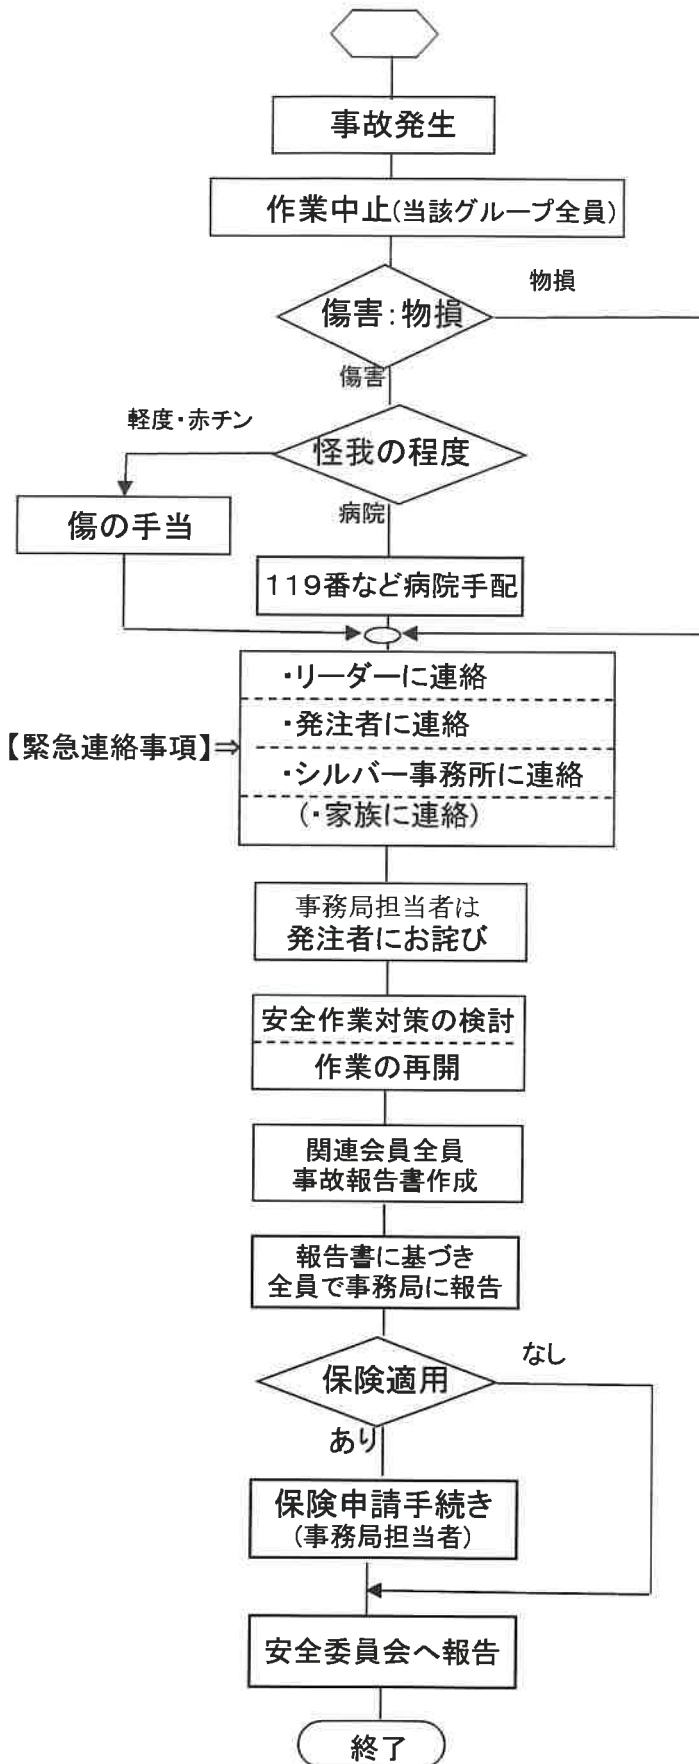 事故発生
作業中止(当該グループ全員)
物損
傷害:物損
傷害
軽度・赤チン
怪我の程度
病院
傷の手当
119番など病院手配
・リーダーに連絡
・発注者に連絡
【緊急連絡事項】⇒
・シルバー事務所に連絡
(・家族に連絡)
事務局担当者は
発注者にお詫び
安全作業対策の検討
作業の再開
関連会員全員
事故報告書作成
報告書に基づき
全員で事務局に報告
なし
保険適用
あり
保険申請手続き
(事務局担当者)
安全委員会へ報告
終了